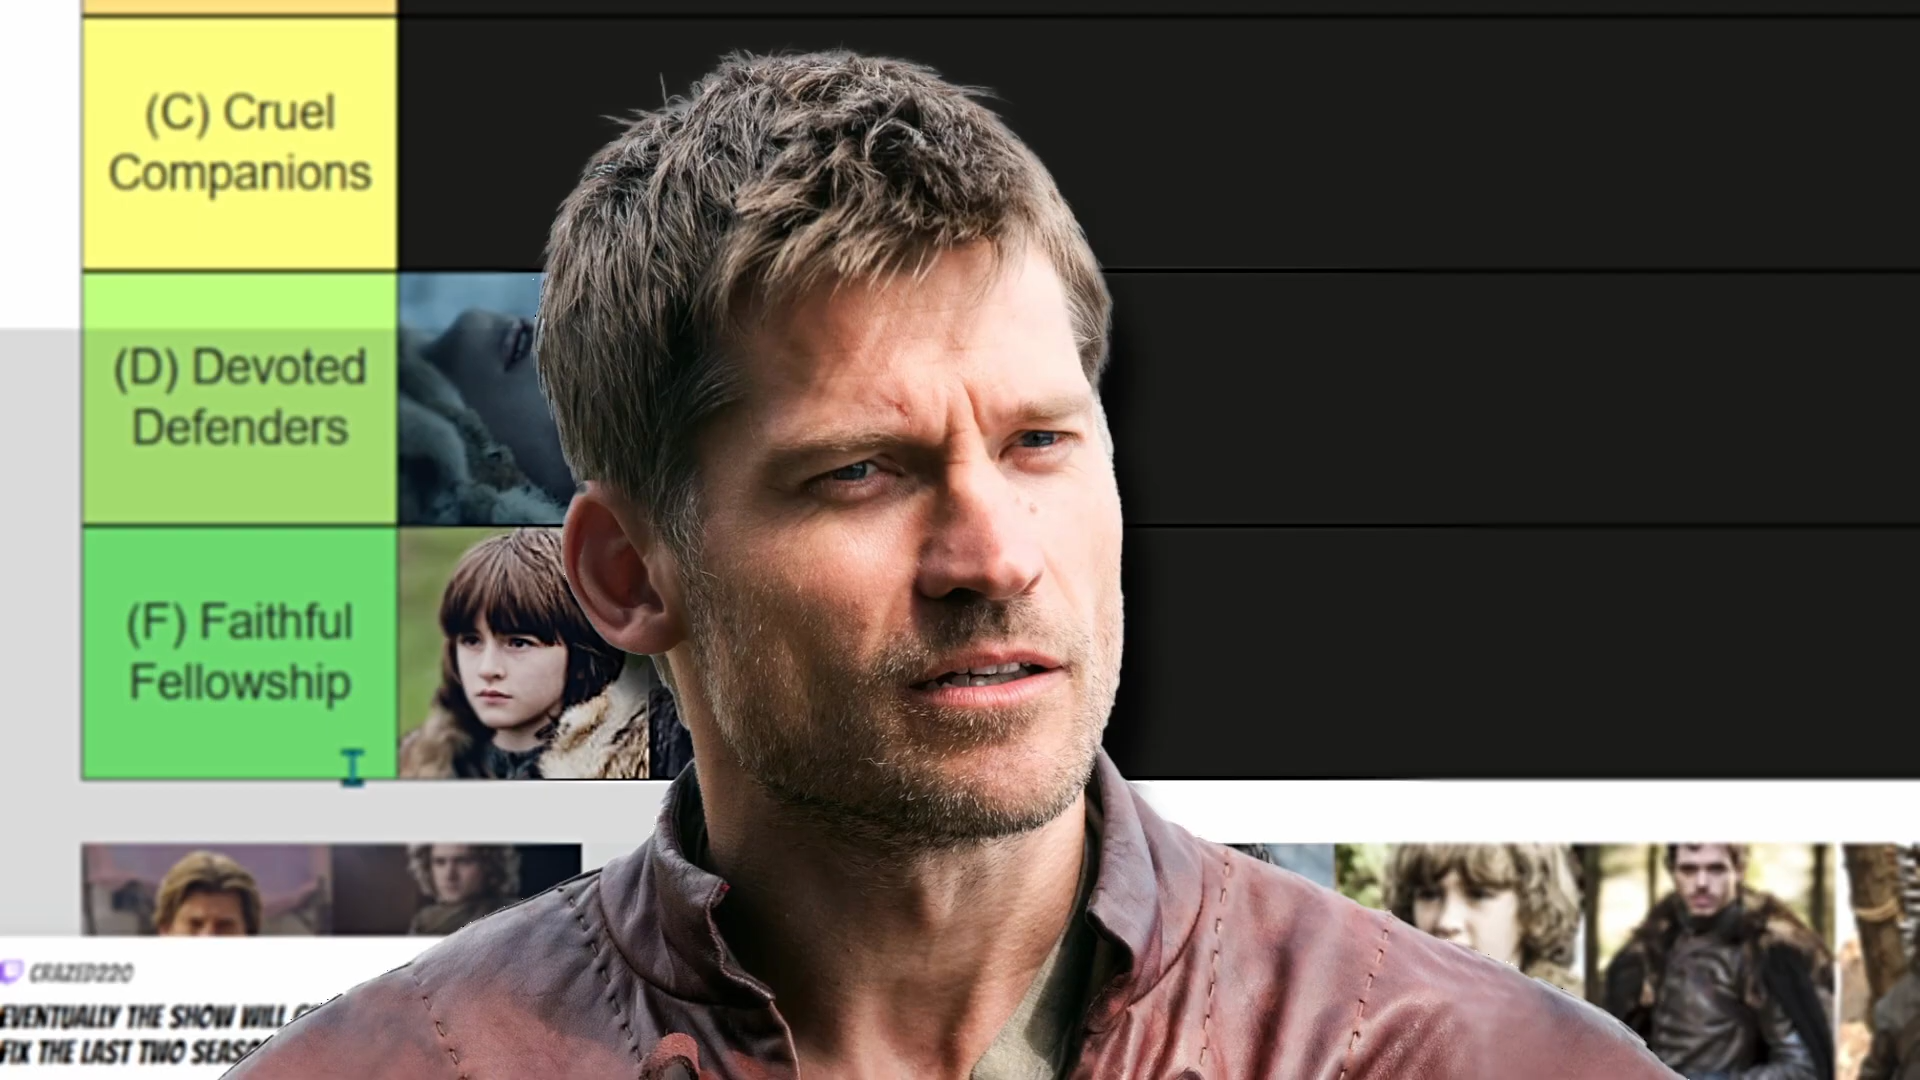 (C) Cruel
Companions
(D) Devoted
Defenders
(F) Faithful
Fellowship
CRAZED220
EVENTUALLY THE SHOW WILL
FIX THE LAST TWO